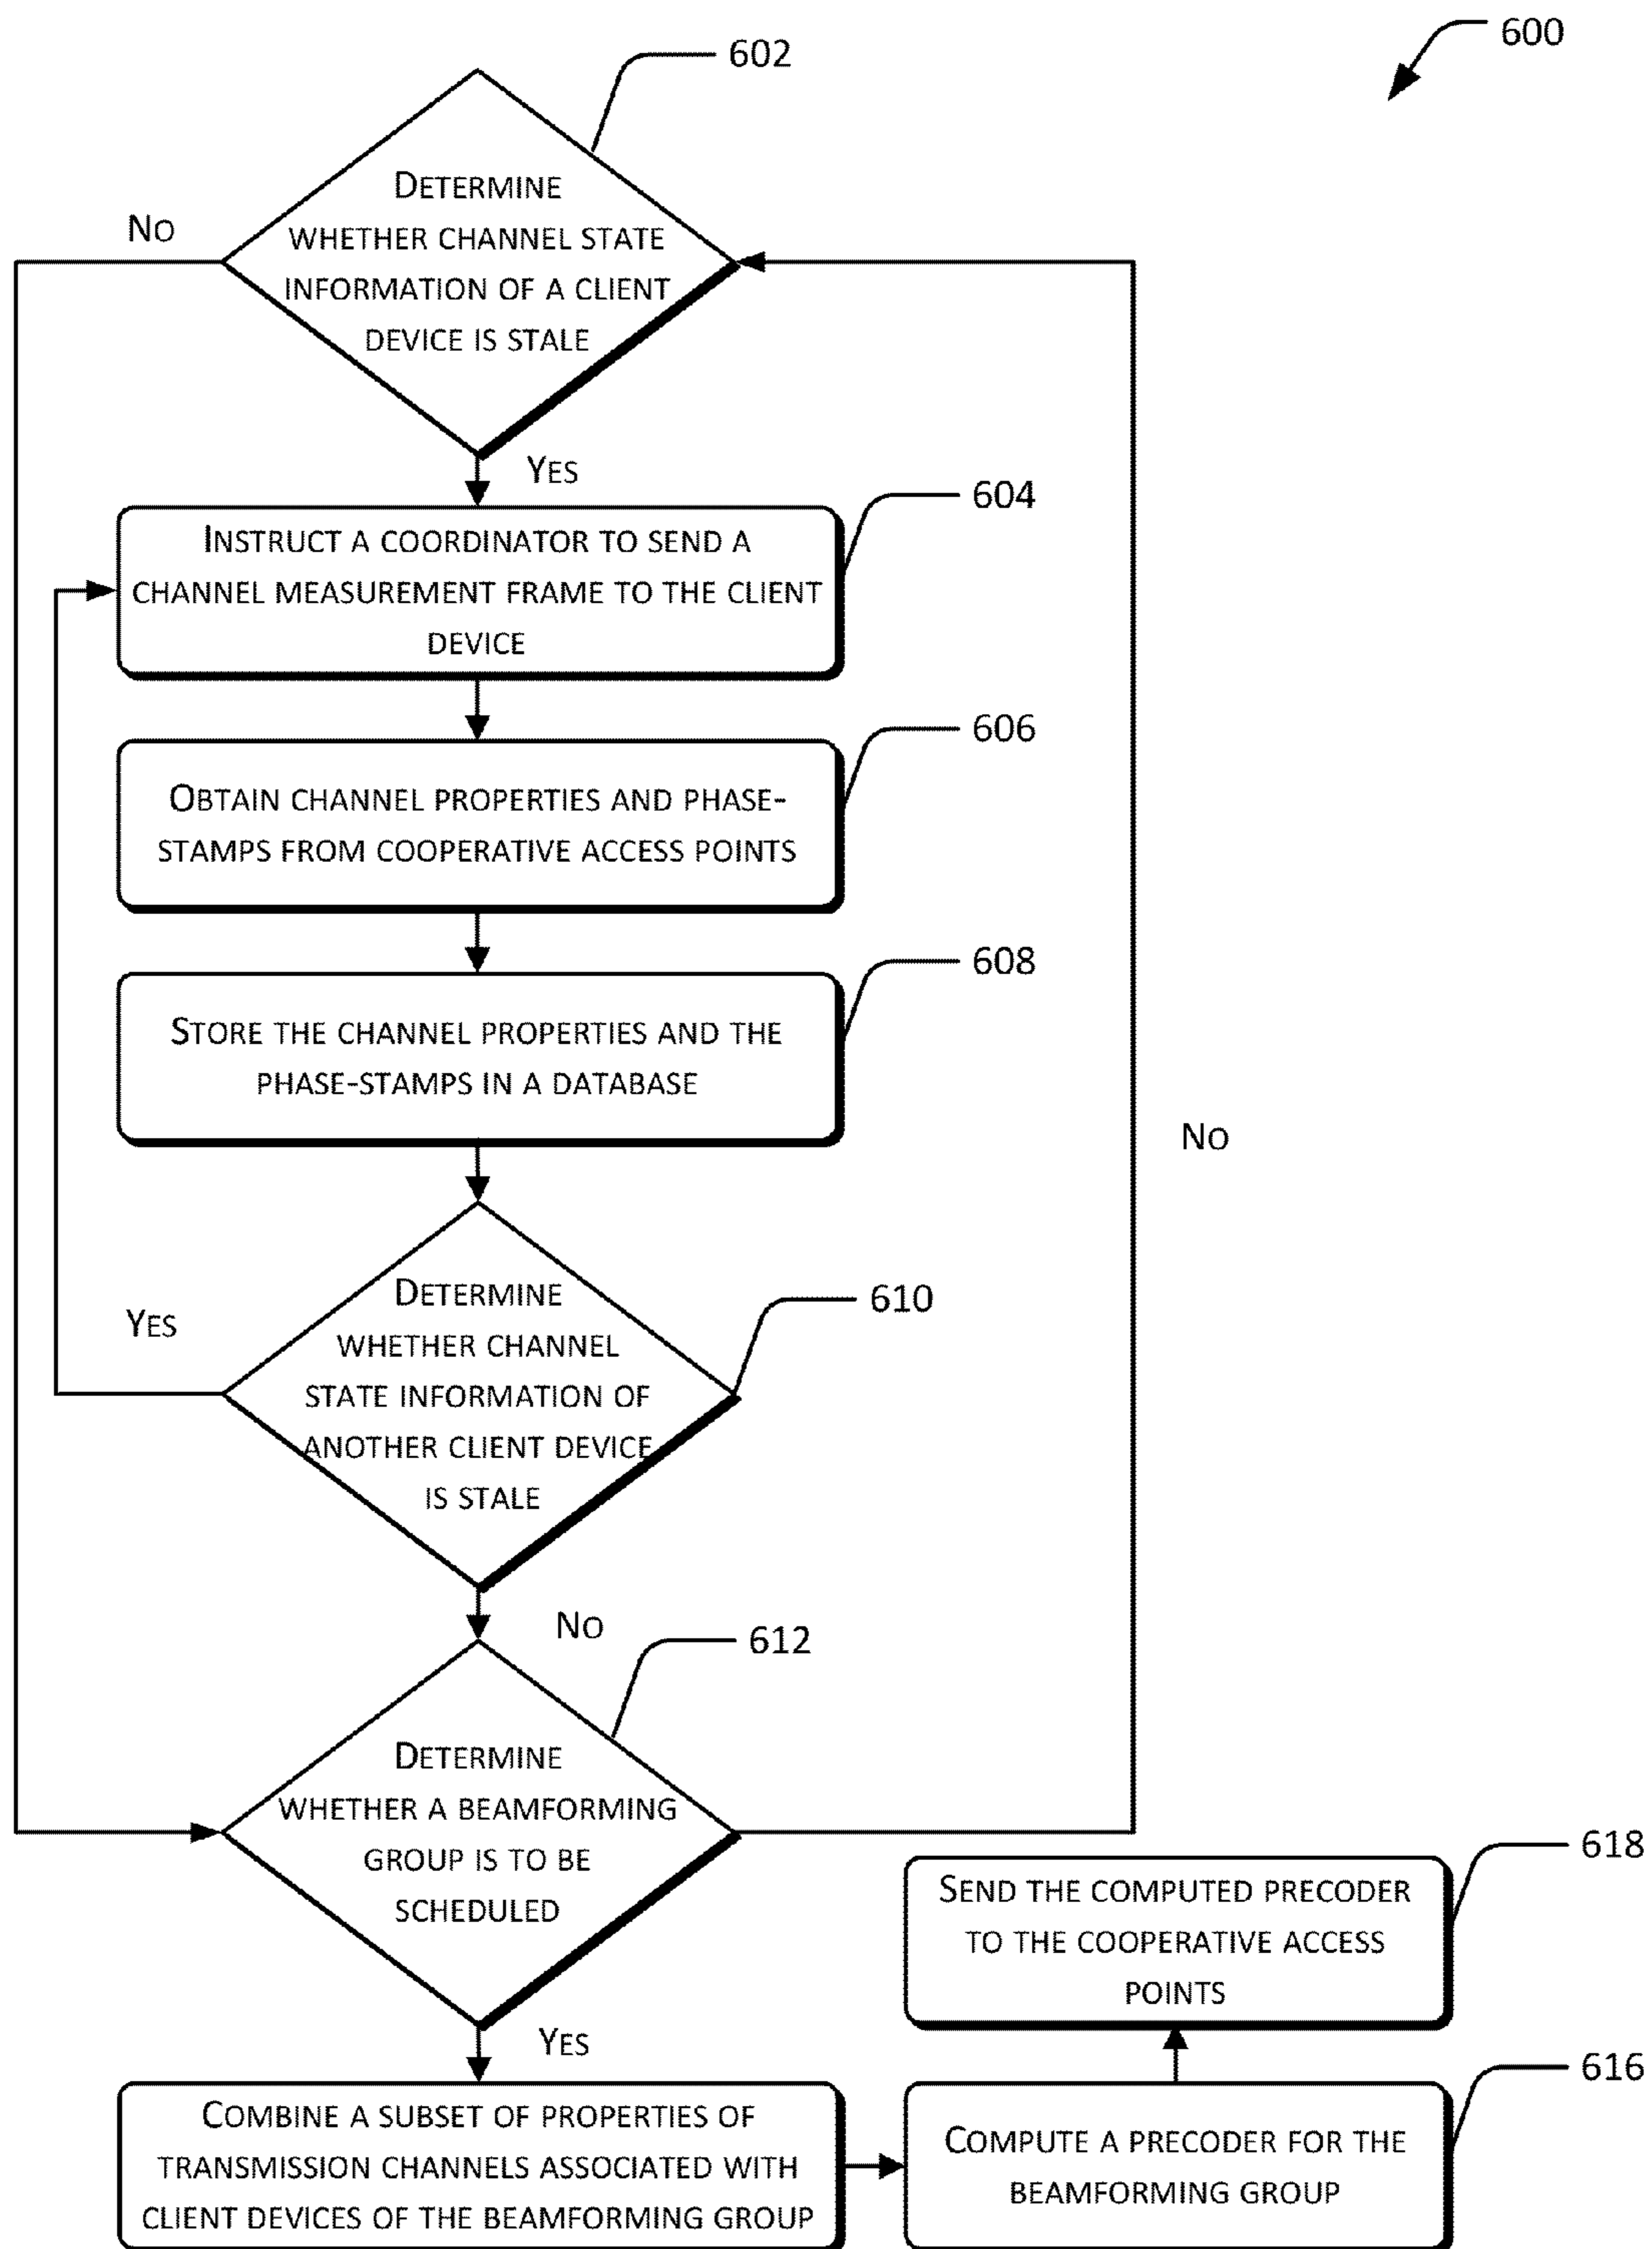 600
602
DETERMINE
WHETHER CHANNEL STATE
INFORMATION OF A CLIENT
DEVICE IS STALE
NO
YES
604
INSTRUCT A COORDINATOR TO SEND A
CHANNEL MEASUREMENT FRAME TO THE CLIENT
DEVICE
606
OBTAIN CHANNEL PROPERTIES AND PHASE-
STAMPS FROM COOPERATIVE ACCESS POINTS
608
STORE THE CHANNEL PROPERTIES AND THE
PHASE-STAMPS IN A DATABASE
NO
610
DETERMINE
WHETHER CHANNEL
STATE INFORMATION OF
ANOTHER CLIENT DEVICE
IS STALE
YES
NO
612
DETERMINE
WHETHER A BEAMFORMING
GROUP IS TO BE
SCHEDULED
YES
618
SEND THE COMPUTED PRECODER
TO THE COOPERATIVE ACCESS
POINTS
COMBINE A SUBSET OF PROPERTIES OF
TRANSMISSION CHANNELS ASSOCIATED WITH
CLIENT DEVICES OF THE BEAMFORMING GROUP
616
COMPUTE A PRECODER FOR THE
BEAMFORMING GROUP